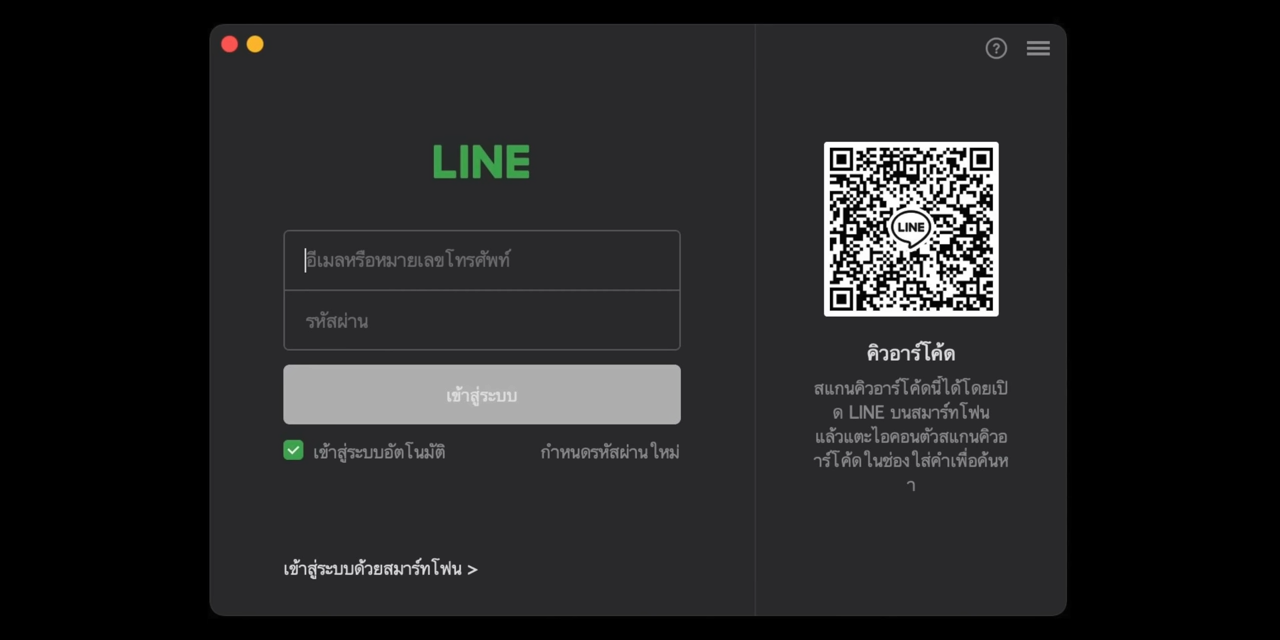 LINE
อีเมลหรือหมายเลขโทรศัพท์
รหัสผ่าน
เข้าสู่ระบบ
เข้าสู่ระบบอัตโนมัติ
กำหนดรหัสผ่านใหม่
เข้าสู่ระบบด้วยสมาร์ทโฟน >
?
LINE
คิวอาร์โค้ด
สแกนคิวอาร์โค้ดนี้ได้โดยเปิ
ด LINE บนสมาร์ทโฟน
แล้วแตะไอคอนตัวสแกนคิวอ
าร์โค้ดในช่องใส่คำเพื่อค้นห
า